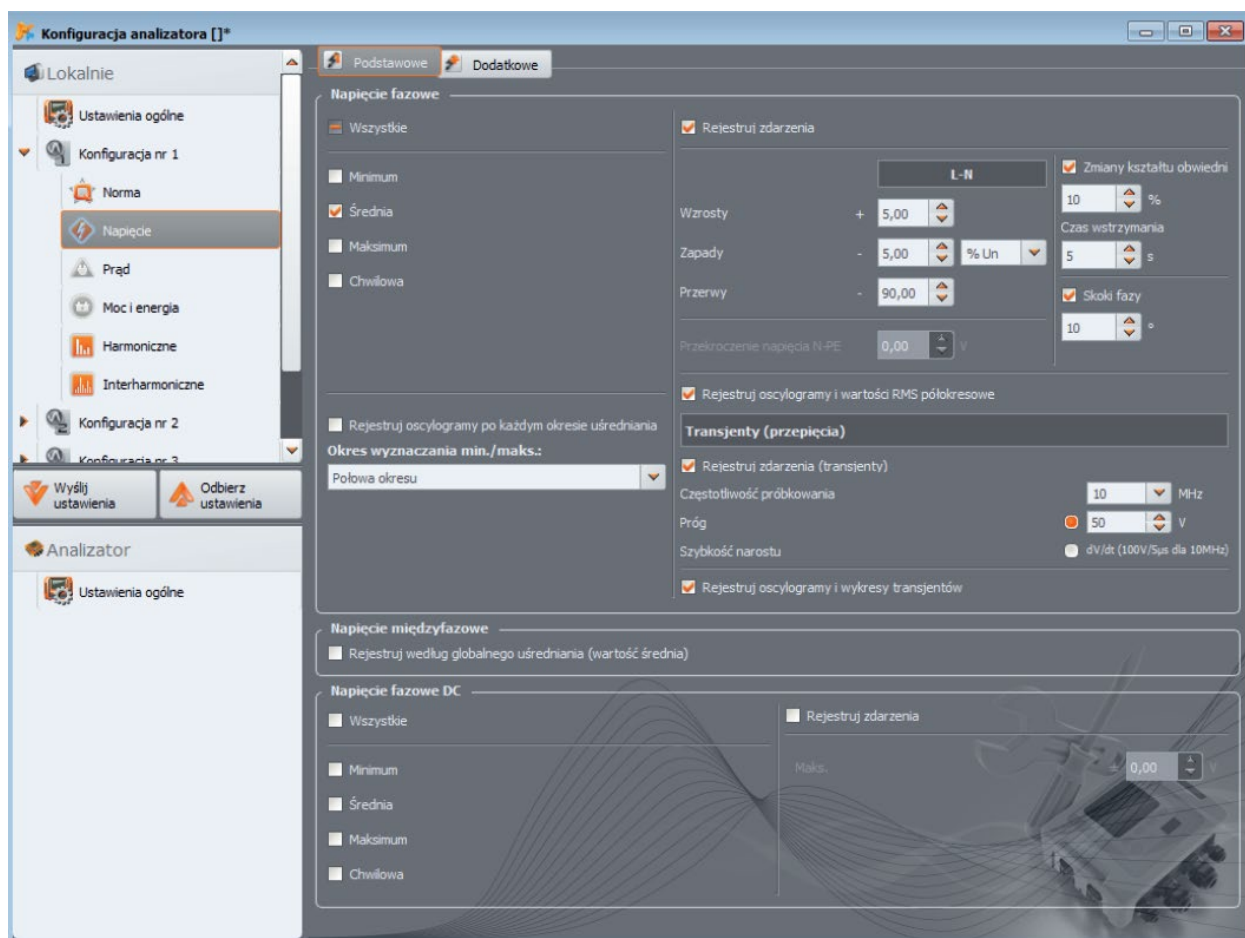 Konfiguracja analizatora []*
Lokalnie
Ustawienia ogólne
Konfiguracja nr 1
Norma
Napięcie
Prąd
Moc i energia
Harmoniczne
Interharmoniczne
Konfiguracja nr 2
Konfiguracja nr 3
Wyślij
ustawienia
Odbierz
ustawienia
Analizator
Ustawienia ogólne
Podstawowe
Dodatkowe
Napięcie fazowe
Wszystkie
Minimum
Średnia
Maksimum
Chwilowa
Rejestruj oscylogramy po każdym okresie uśredniania
Okres wyznaczania min./maks.:
Połowa okresu
Rejestruj zdarzenia
L-N
Wzrosty + 5,00
Zapady - 5,00 % Un
Przerwy - 90,00
Przekroczenie napięcia N-PE 0,00 V
Zmiany kształtu obwiedni
10 %
Czas wstrzymania
5 s
Skoki fazy
10 °
Rejestruj oscylogramy i wartości RMS półokresowe
Transjenty (przepięcia)
Rejestruj zdarzenia (transjenty)
Częstotliwość próbkowania 10 MHz
Próg 50 V
Szybkość narostu dV/dt (100V/5µs dla 10MHz)
Rejestruj oscylogramy i wykresy transjentów
Napięcie międzyfazowe
Rejestruj według globalnego uśredniania (wartość średnia)
Napięcie fazowe DC
Wszystkie
Minimum
Średnia
Maksimum
Chwilowa
Rejestruj zdarzenia
Maks. ± 0,00 V